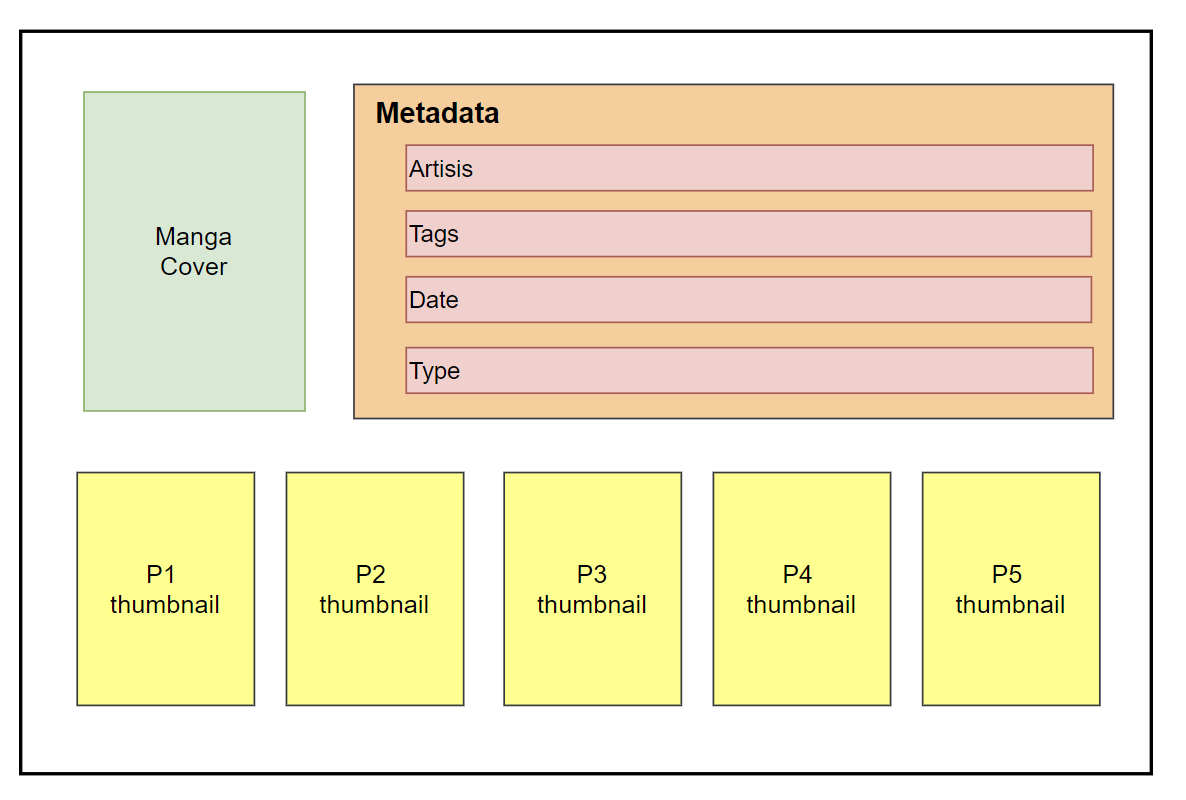 Metadata
Artisis
Tags
Date
Type
Manga
Cover
P1
thumbnail
P2
thumbnail
P3
thumbnail
P4
thumbnail
P5
thumbnail